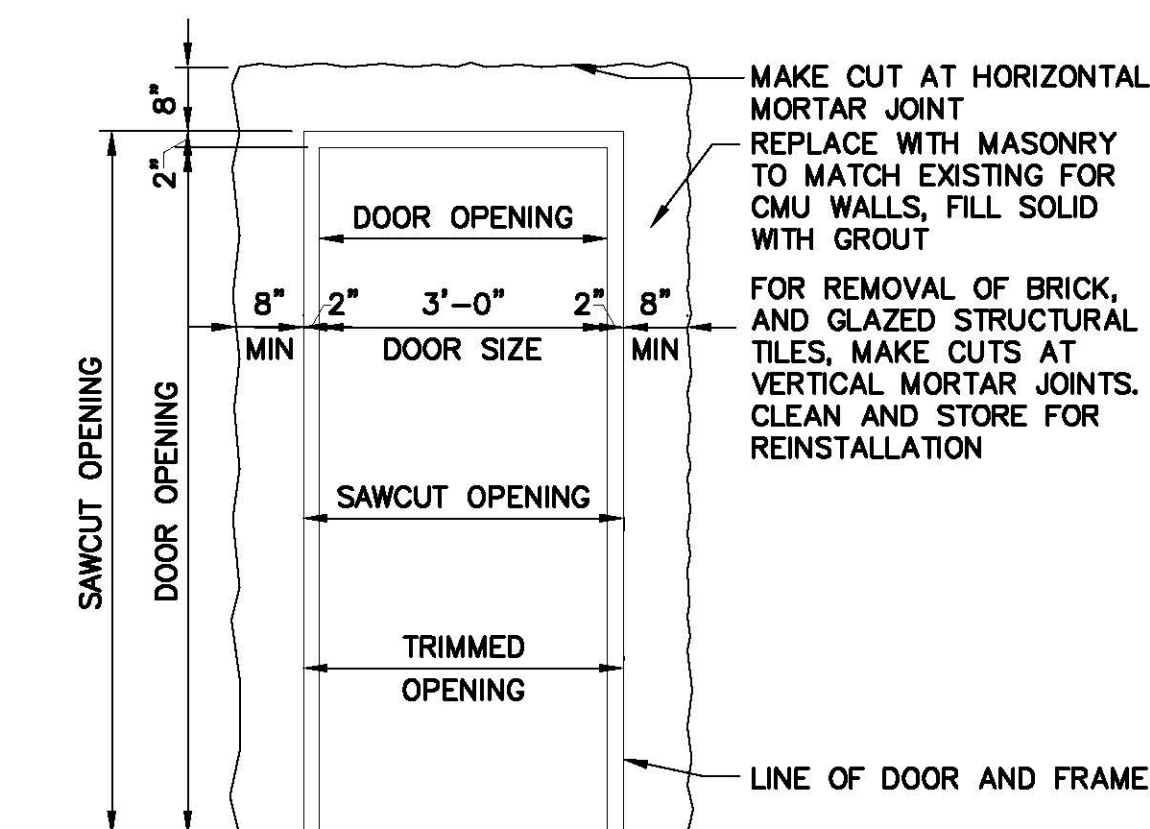 8"
MAKE CUT AT HORIZONTAL
MORTAR JOINT
2"
REPLACE WITH MASONRY
TO MATCH EXISTING FOR
CMU WALLS, FILL SOLID
WITH GROUT
DOOR OPENING
8" 2" 3'-0" 2" 8"
MIN DOOR SIZE MIN
FOR REMOVAL OF BRICK,
AND GLAZED STRUCTURAL
TILES, MAKE CUTS AT
VERTICAL MORTAR JOINTS.
CLEAN AND STORE FOR
REINSTALLATION
SAWCUT OPENING
DOOR OPENING
SAWCUT OPENING
TRIMMED
OPENING
LINE OF DOOR AND FRAME